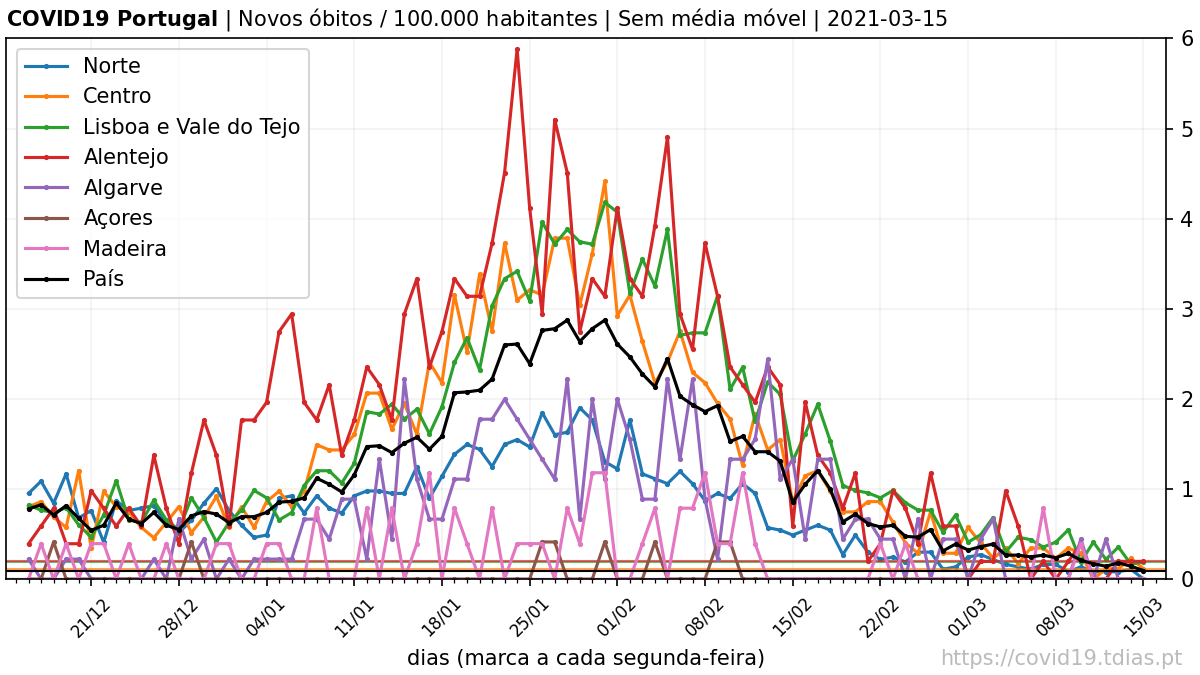 COVID19 Portugal | Novos óbitos / 100.000 habitantes | Sem média móvel | 2021-03-15
Norte
Centro
Lisboa e Vale do Tejo
Alentejo
Algarve
Açores
Madeira
País
6
5
4
3
2
1
0
21/12
28/12
04/01
11/01
18/01
25/01
01/02
08/02
15/02
22/02
01/03
08/03
15/03
dias (marca a cada segunda-feira)
https://covid19.tdias.pt